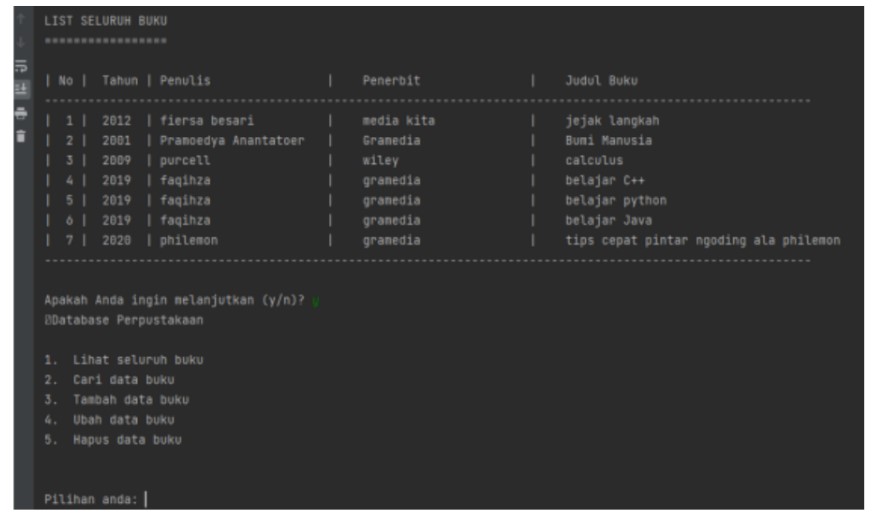 LIST SELURUH BUKU
=================
| No | Tahun | Penulis | Penerbit | Judul Buku
----------------------------------------------------------------------------------------------------
| 1 | 2012 | fiersa besari | media kita | jejak langkah
| 2 | 2001 | Pramoedya Anantatoer | Gramedia | Bumi Manusia
| 3 | 2009 | purcell | wiley | calculus
| 4 | 2019 | faqihza | gramedia | belajar C++
| 5 | 2019 | faqihza | gramedia | belajar python
| 6 | 2019 | faqihza | gramedia | belajar Java
| 7 | 2020 | philemon | gramedia | tips cepat pintar ngoding ala philemon
----------------------------------------------------------------------------------------------------
Apakah Anda ingin melanjutkan (y/n)? y
Database Perpustakaan
1. Lihat seluruh buku
2. Cari data buku
3. Tambah data buku
4. Ubah data buku
5. Hapus data buku
Pilihan anda: